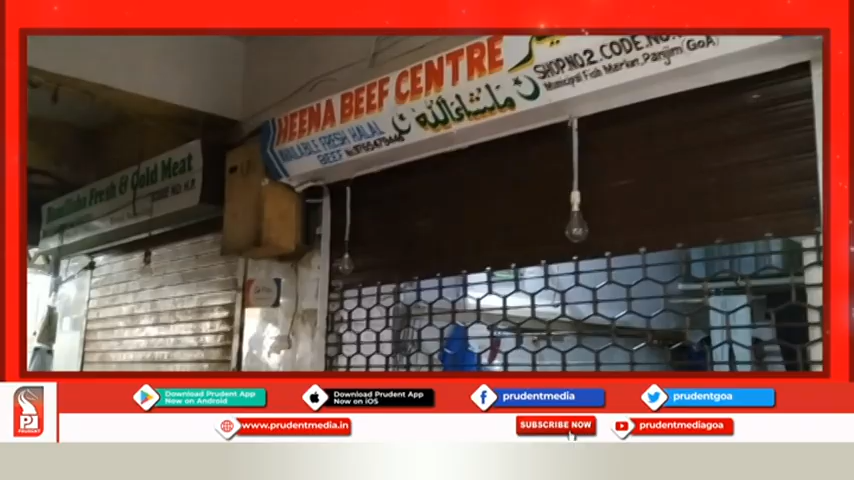 HEENA BEEF CENTRE
AVAILABLE FRESH HALAL
BEEF
ماشاءالله
SHOP.NO.2.CODE.NO.
Municipal Fish Market, Panjim (GOA)
Fresh & Cold Meat
Download Prudent App
Now on Android
Download Prudent App
Now on iOS
prudentmedia
prudentgoa
www.prudentmedia.in
SUBSCRIBE NOW
prudentmediagoa
PRUDENT